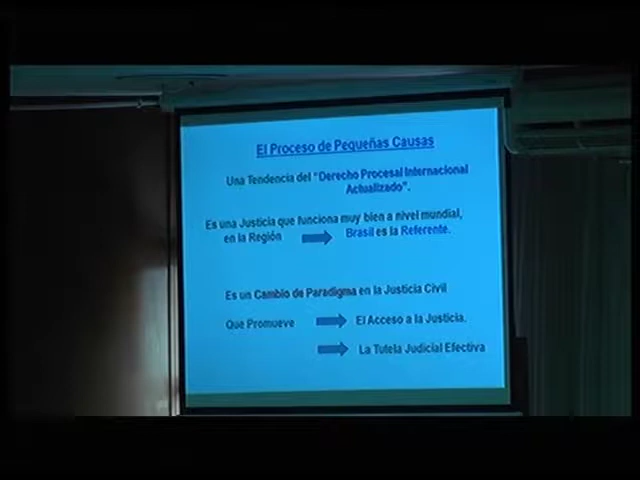 El Proceso de Pequeñas Causas
Una Tendencia del “Derecho Procesal Internacional
Actualizado”.
Es una Justicia que funciona muy bien a nivel mundial,
en la Región Brasil es la Referente.
Es un Cambio de Paradigma en la Justicia Civil
Que Promueve El Acceso a la Justicia.
La Tutela Judicial Efectiva